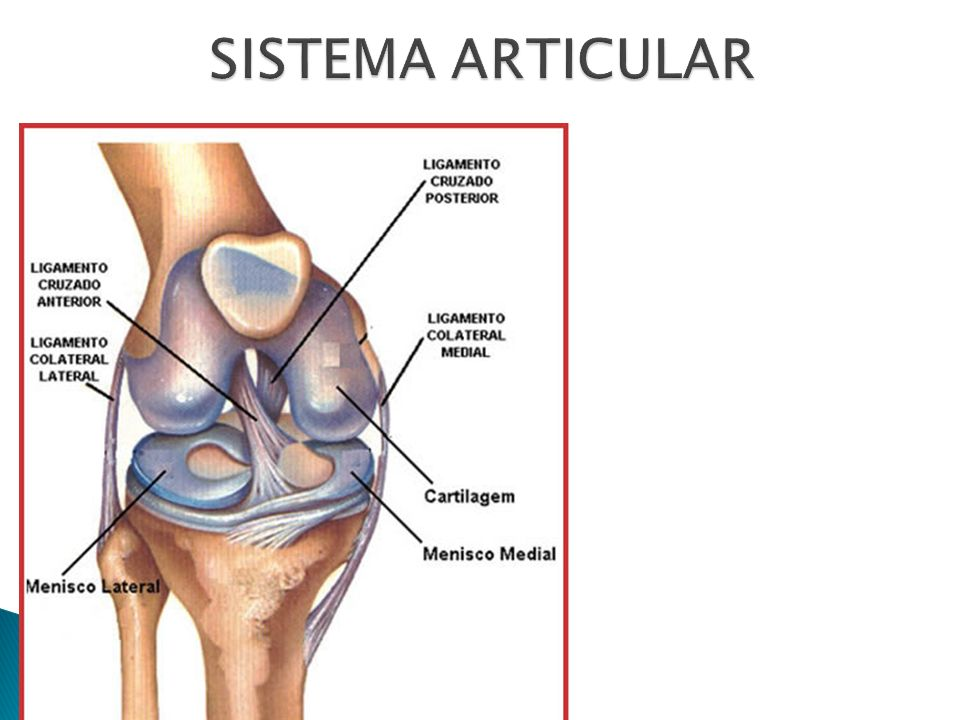 SISTEMA ARTICULAR
LIGAMENTO
CRUZADO
POSTERIOR
LIGAMENTO
CRUZADO
ANTERIOR
LIGAMENTO
COLATERAL
LATERAL
LIGAMENTO
COLATERAL
MEDIAL
Cartilagem
Menisco Medial
Menisco Lateral